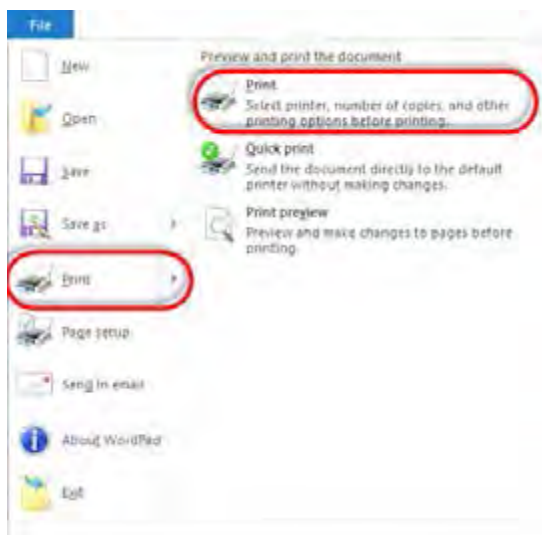 File
New
Open
Save
Save as
Print
Page setup
Send in email
About WordPad
Exit
Preview and print the document
Print
Select printer, number of copies, and other
printing options before printing.
Quick print
Send the document directly to the default
printer without making changes.
Print preview
Preview and make changes to pages before
printing.